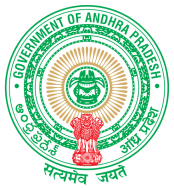 GOVERNMENT OF ANDHRA PRADESH
ఆంధ్రప్రదేశ్
आंध्र प्रदेश
सत्यमेव जयते